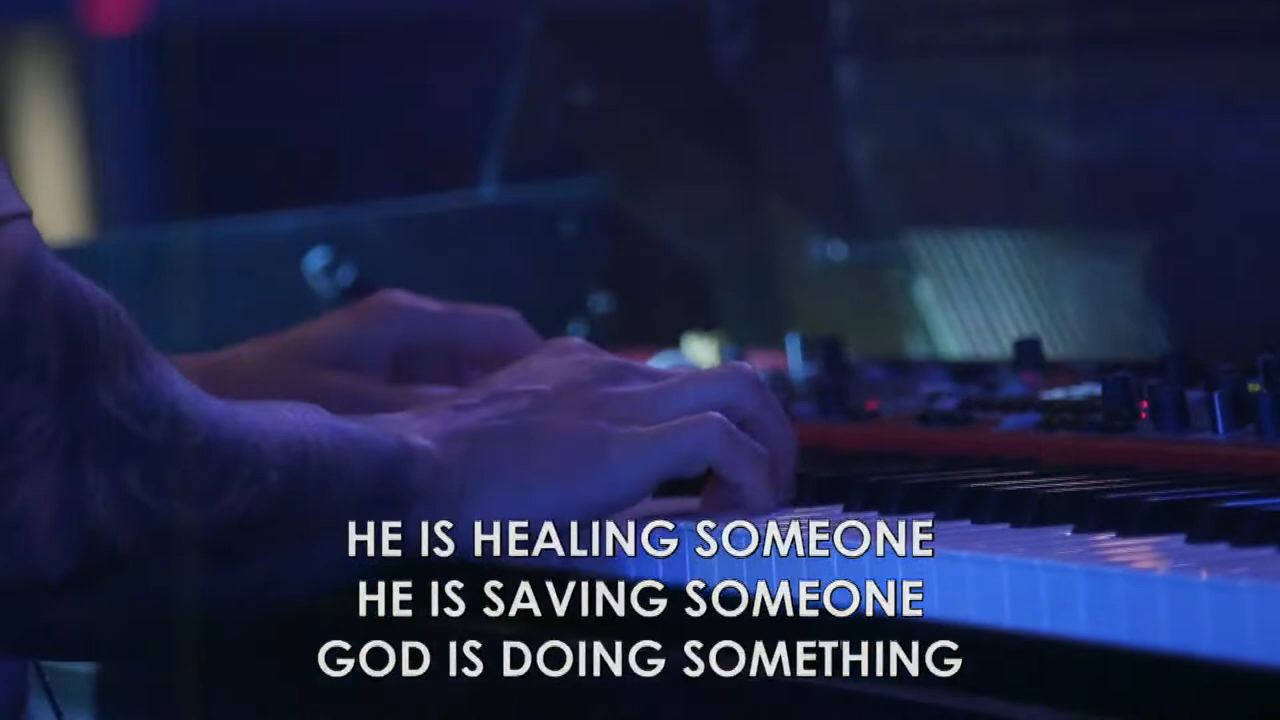 HE IS HEALING SOMEONE
HE IS SAVING SOMEONE
GOD IS DOING SOMETHING